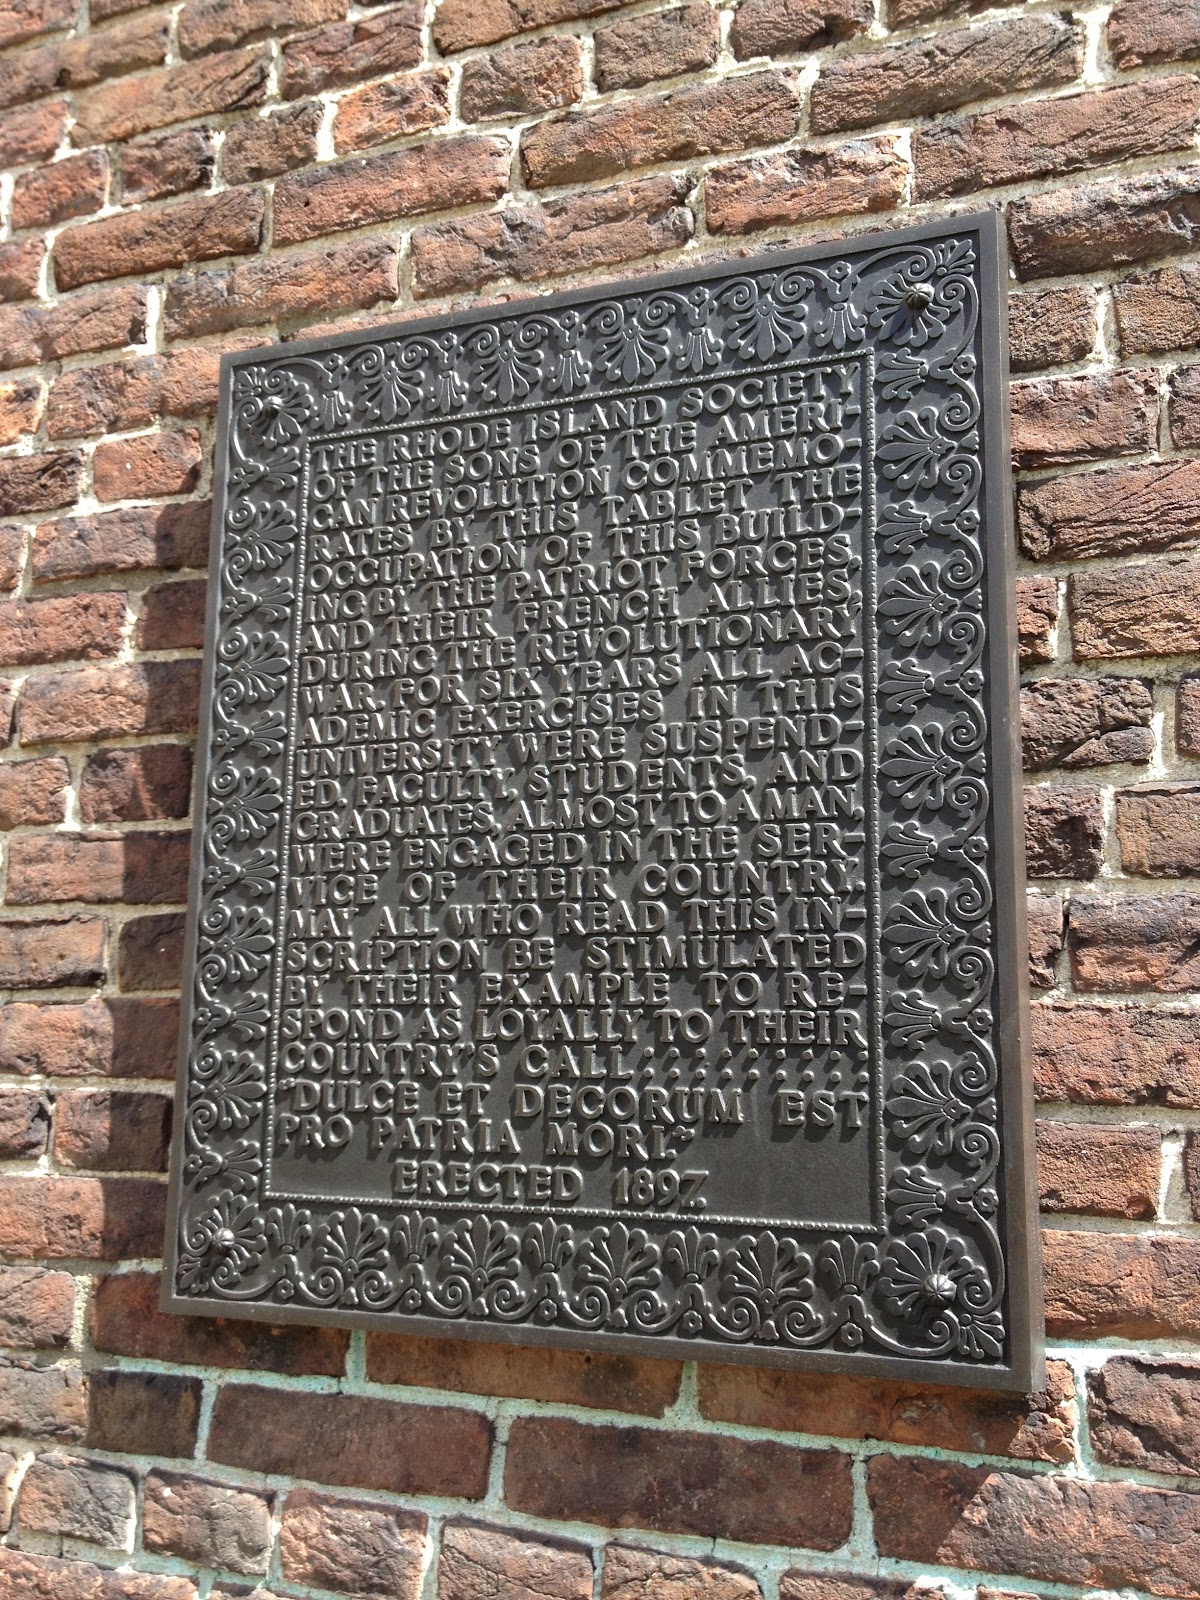 THE RHODE ISLAND SOCIETY
OF THE SONS OF THE AMERI-
CAN REVOLUTION COMMEMO-
RATES BY THIS TABLET THE
OCCUPATION OF THIS BUILD-
ING BY THE PATRIOT FORCES,
AND THEIR FRENCH ALLIES,
DURING THE REVOLUTIONARY
WAR. FOR SIX YEARS ALL AC-
ADEMIC EXERCISES IN THIS
UNIVERSITY WERE SUSPEND-
ED. FACULTY, STUDENTS, AND
GRADUATES, ALMOST TO A MAN,
WERE ENGAGED IN THE SER-
VICE OF THEIR COUNTRY.
MAY ALL WHO READ THIS IN-
SCRIPTION BE STIMULATED
BY THEIR EXAMPLE TO RE-
SPOND AS LOYALLY TO THEIR
COUNTRY'S CALL : : : : : : : : :
"DULCE ET DECORUM EST
PRO PATRIA MORI."
ERECTED 1897.